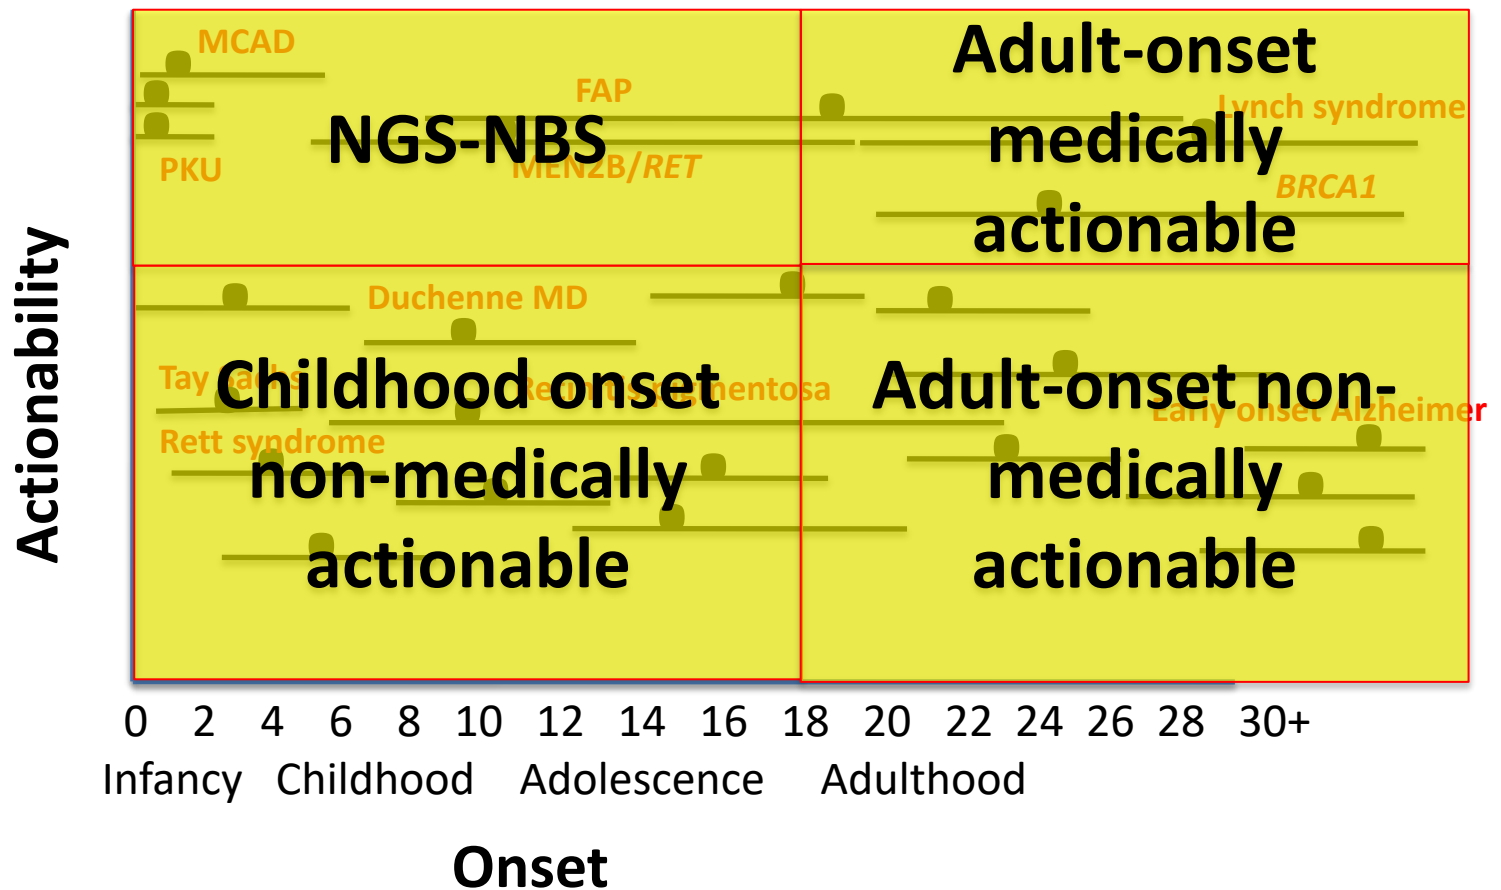 MCAD
FAP
PKU
MEN2B/RET
NGS-NBS
Adult-onset
medically
actionable
Lynch syndrome
BRCA1
Duchenne MD
Tay Sachs
Retinitis pigmentosa
Rett syndrome
Childhood onset
non-medically
actionable
Early onset Alzheimer
Adult-onset non-
medically
actionable
Actionability
0 2 4 6 8 10 12 14 16 18 20 22 24 26 28 30+
Infancy Childhood Adolescence Adulthood
Onset